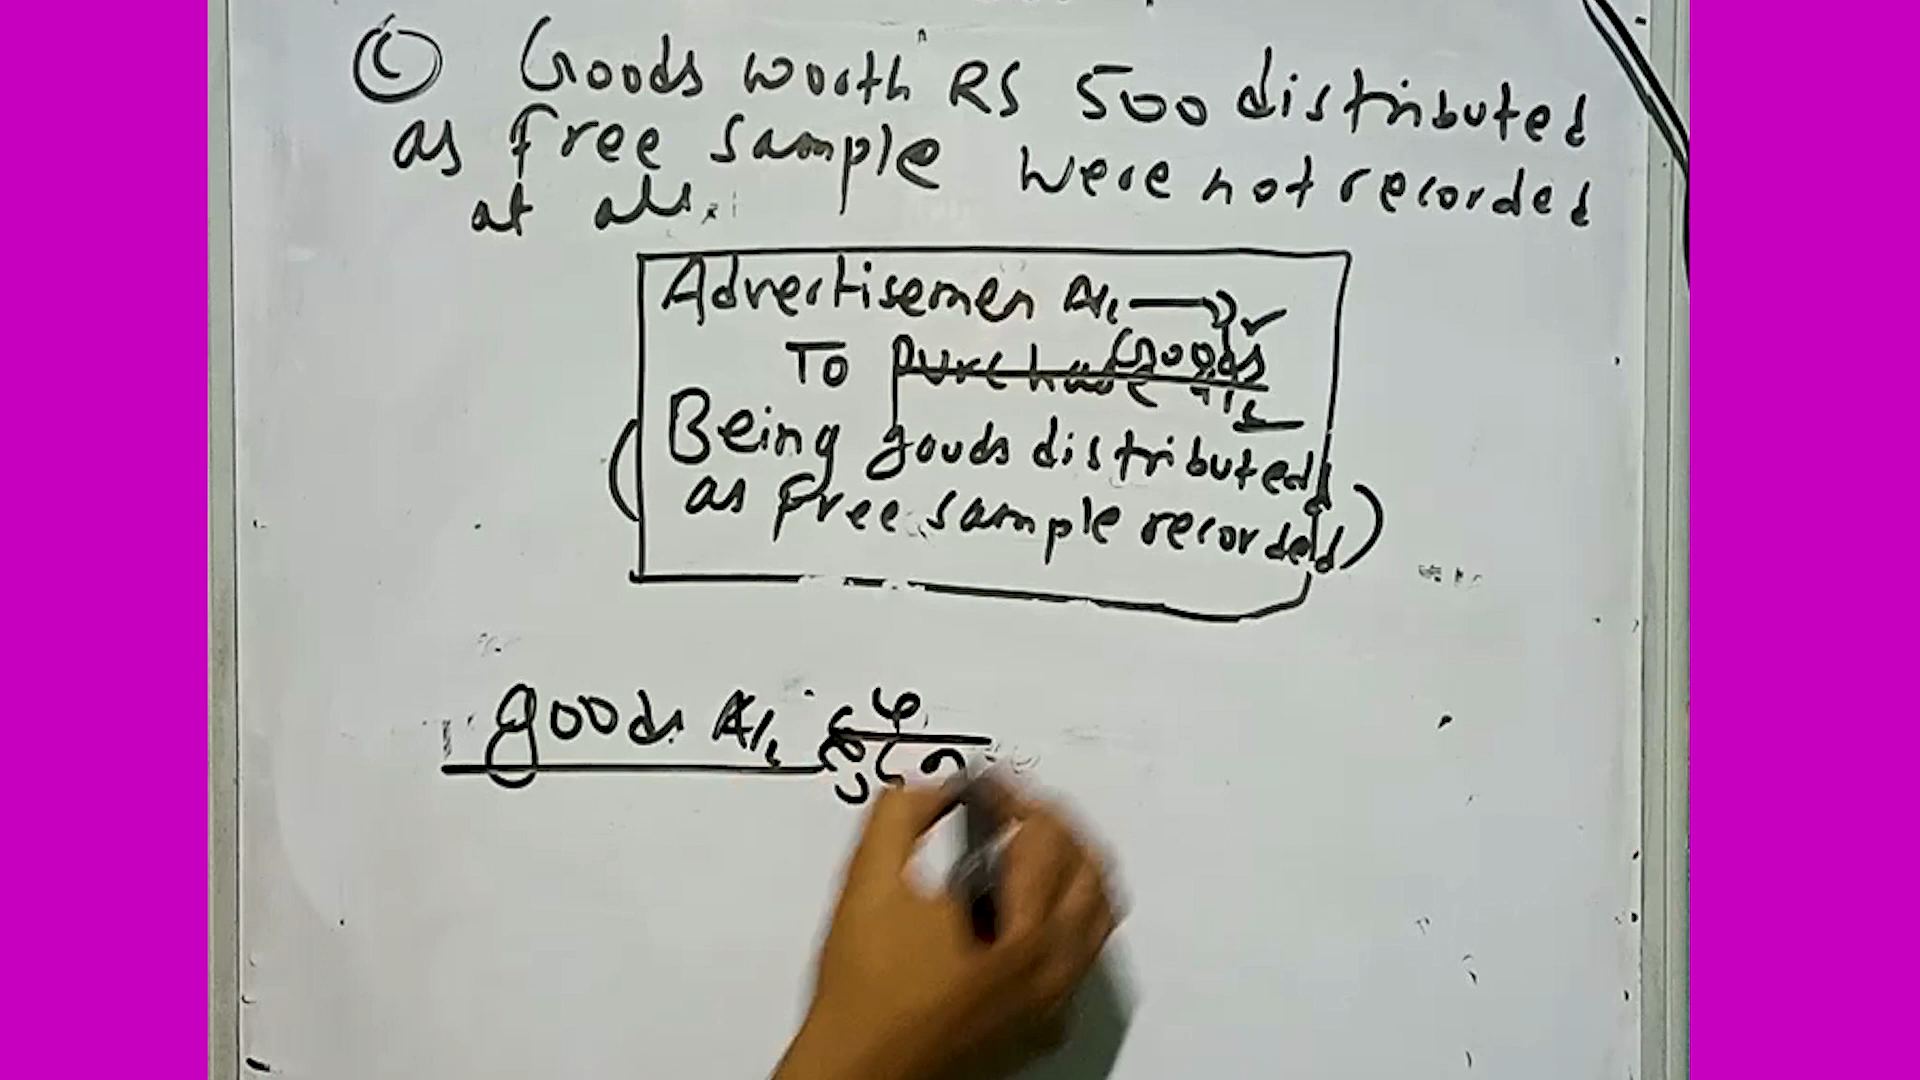 C Goods worth RS 500 distributed
as free sample were not recorded
at all.
Advertisemen A/c Dr
Goods
To purchase A/c
(Being goods distributed
as free sample recorded)
goods A/c